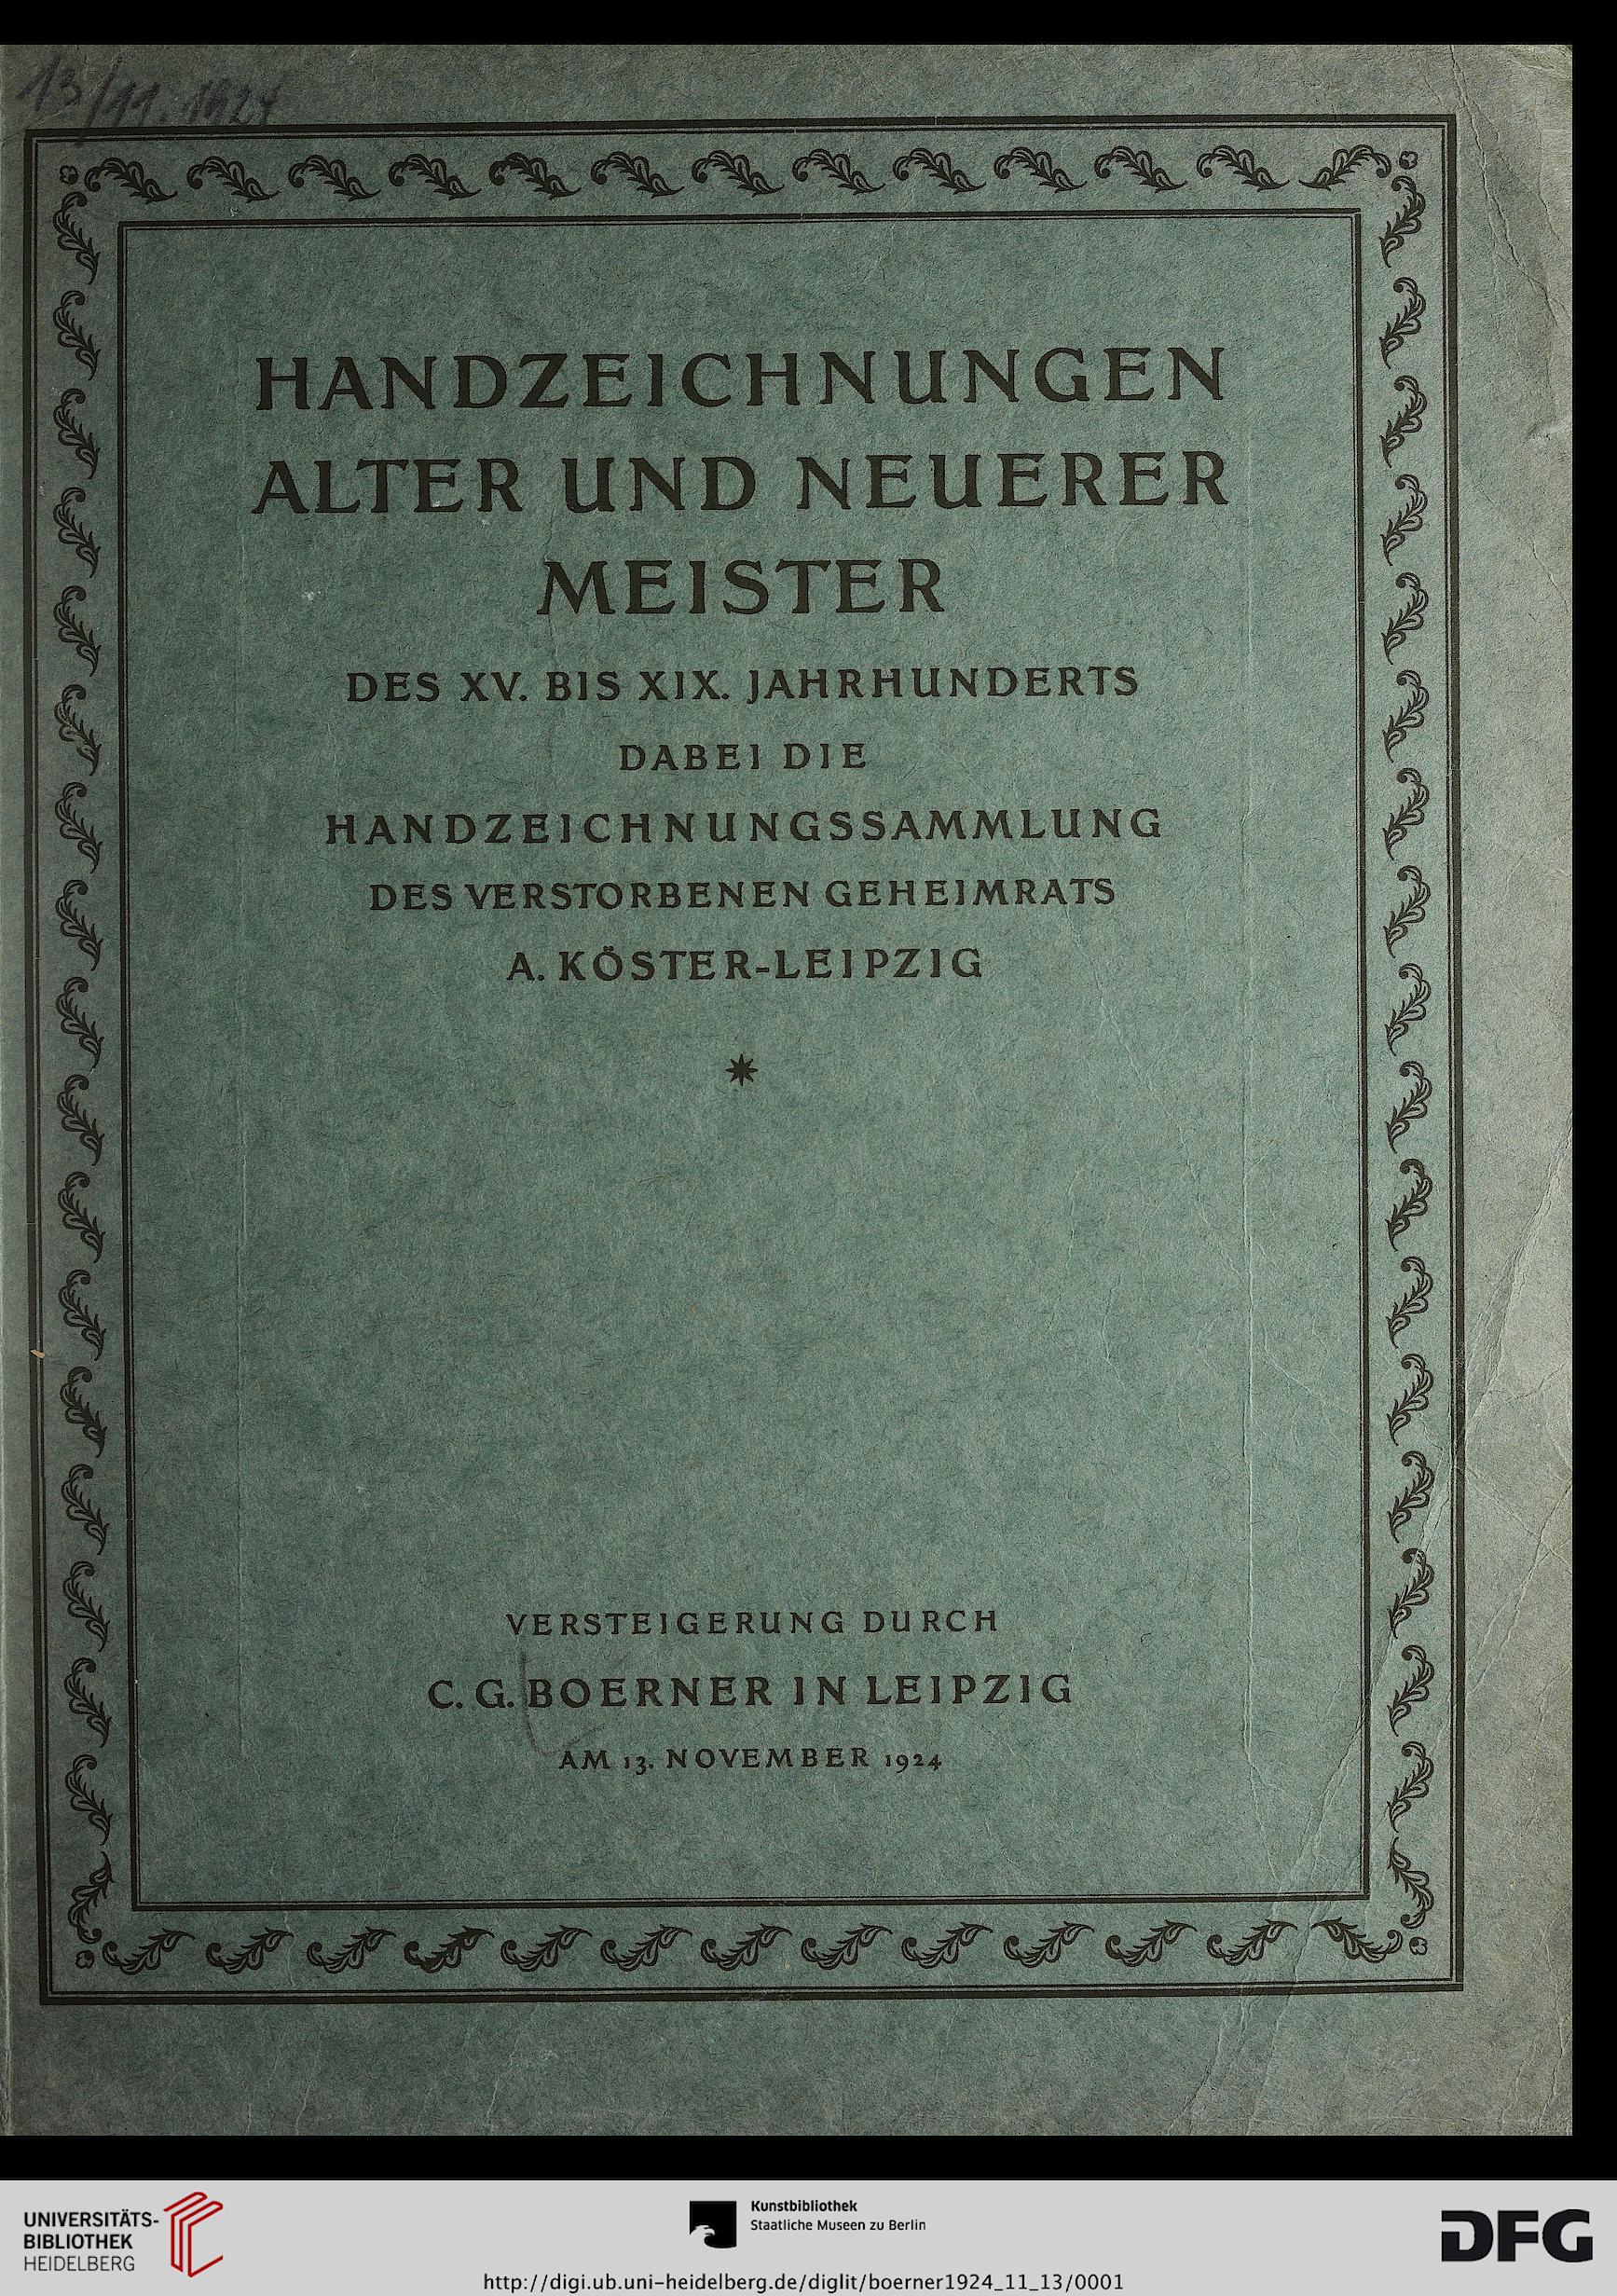 13/11. 1924
HANDZEICHNUNGEN
ALTER UND NEUERER
MEISTER
DES XV. BIS XIX. JAHRHUNDERTS
DABEI DIE
HANDZEICHNUNGSSAMMLUNG
DES VERSTORBENEN GEHEIMRATS
A. KÖSTER-LEIPZIG
VERSTEIGERUNG DURCH
C. G. BOERNER IN LEIPZIG
AM 13. NOVEMBER 1924
UNIVERSITÄTS-
BIBLIOTHEK
HEIDELBERG
Kunstbibliothek
Staatliche Museen zu Berlin
DFG
http://digi.ub.uni-heidelberg.de/diglit/boerner1924_11_13/0001